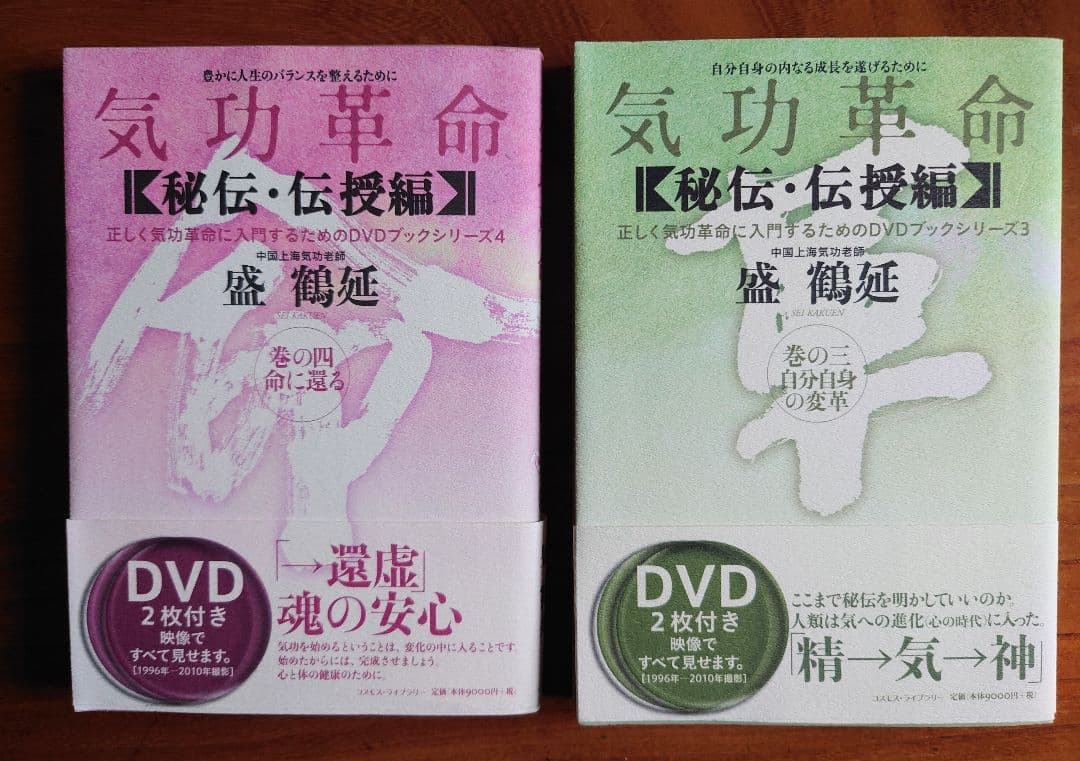 豊かに人生のバランスを整えるために
気功革命
【秘伝・伝授編】
正しく気功革命に入門するためのDVDブックシリーズ4
中国上海気功老師
盛 鶴延
SEI KAKUEN
巻の四
命に還る
DVD
2枚付き
映像で
すべて見せます。
[1996年―2010年撮影]
「→還虚」
魂の安心
気功を始めるということは、変化の中に入ることです。
始めたからには、完成させましょう。
心と体の健康のために。
コスモス・ライブラリー 定価(本体9000円+税)
自分自身の内なる成長を遂げるために
気功革命
【秘伝・伝授編】
正しく気功革命に入門するためのDVDブックシリーズ3
中国上海気功老師
盛 鶴延
SEI KAKUEN
巻の三
自分自身
の変革
DVD
2枚付き
映像で
すべて見せます。
[1996年―2010年撮影]
ここまで秘伝を明かしていいのか。
人類は気への進化(心の時代)に入った。
「精→気→神」
コスモス・ライブラリー 定価(本体9000円+税)